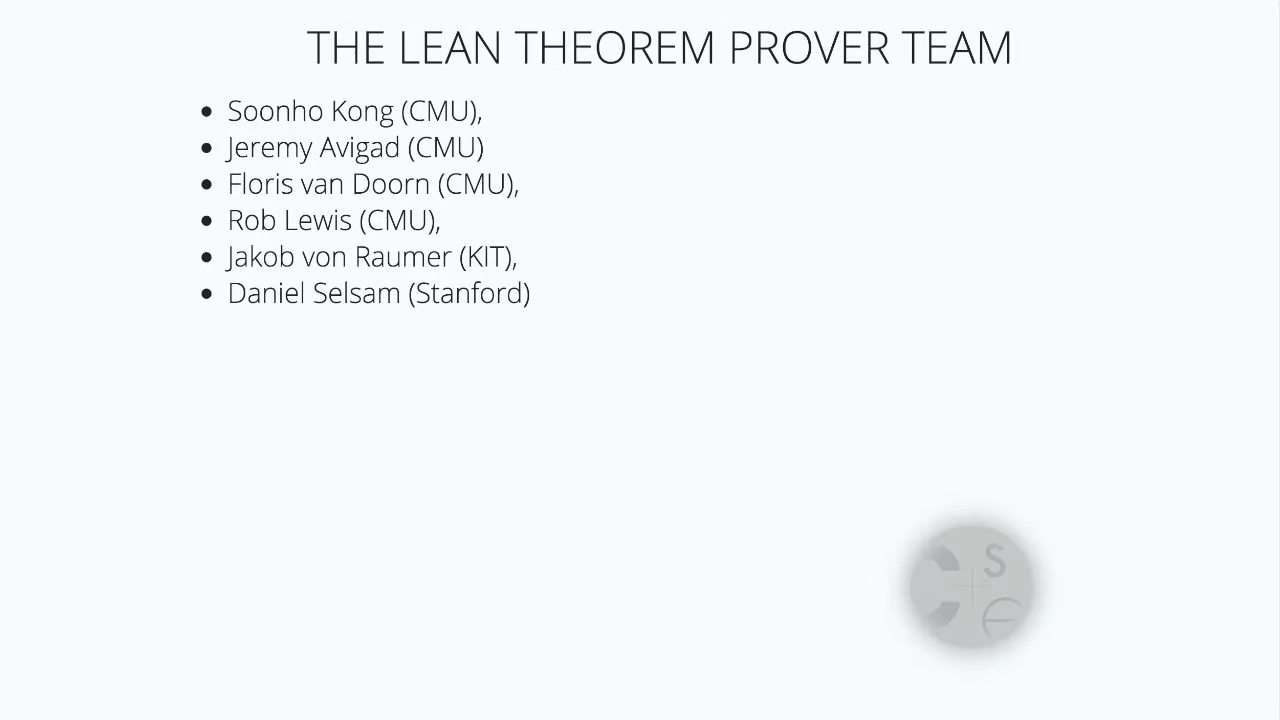 THE LEAN THEOREM PROVER TEAM
• Soonho Kong (CMU),
• Jeremy Avigad (CMU)
• Floris van Doorn (CMU),
• Rob Lewis (CMU),
• Jakob von Raumer (KIT),
• Daniel Selsam (Stanford)
C S E